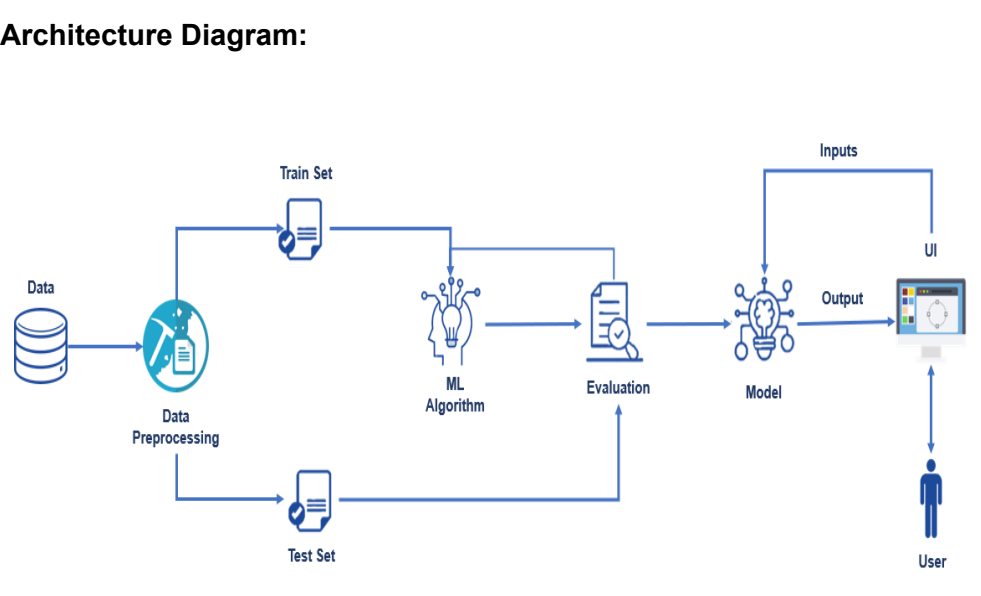 Architecture Diagram:
Inputs
Train Set
UI
Data
Output
ML
Algorithm
Evaluation
Model
Data
Preprocessing
Test Set
User